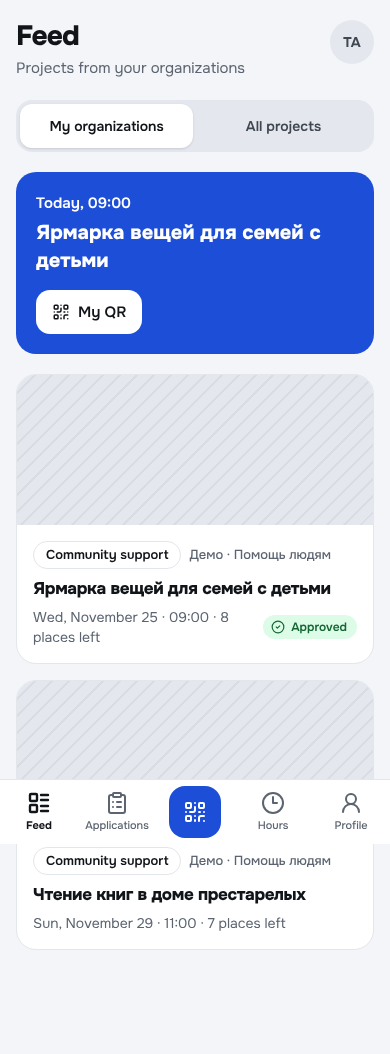 Feed
TA
Projects from your organizations
My organizations
All projects
Today, 09:00
Ярмарка вещей для семей с
детьми
My QR
Community support
Демо · Помощь людям
Ярмарка вещей для семей с детьми
Wed, November 25 · 09:00 · 8
places left
Approved
Feed
Applications
Hours
Profile
Community support
Демо · Помощь людям
Чтение книг в доме престарелых
Sun, November 29 · 11:00 · 7 places left